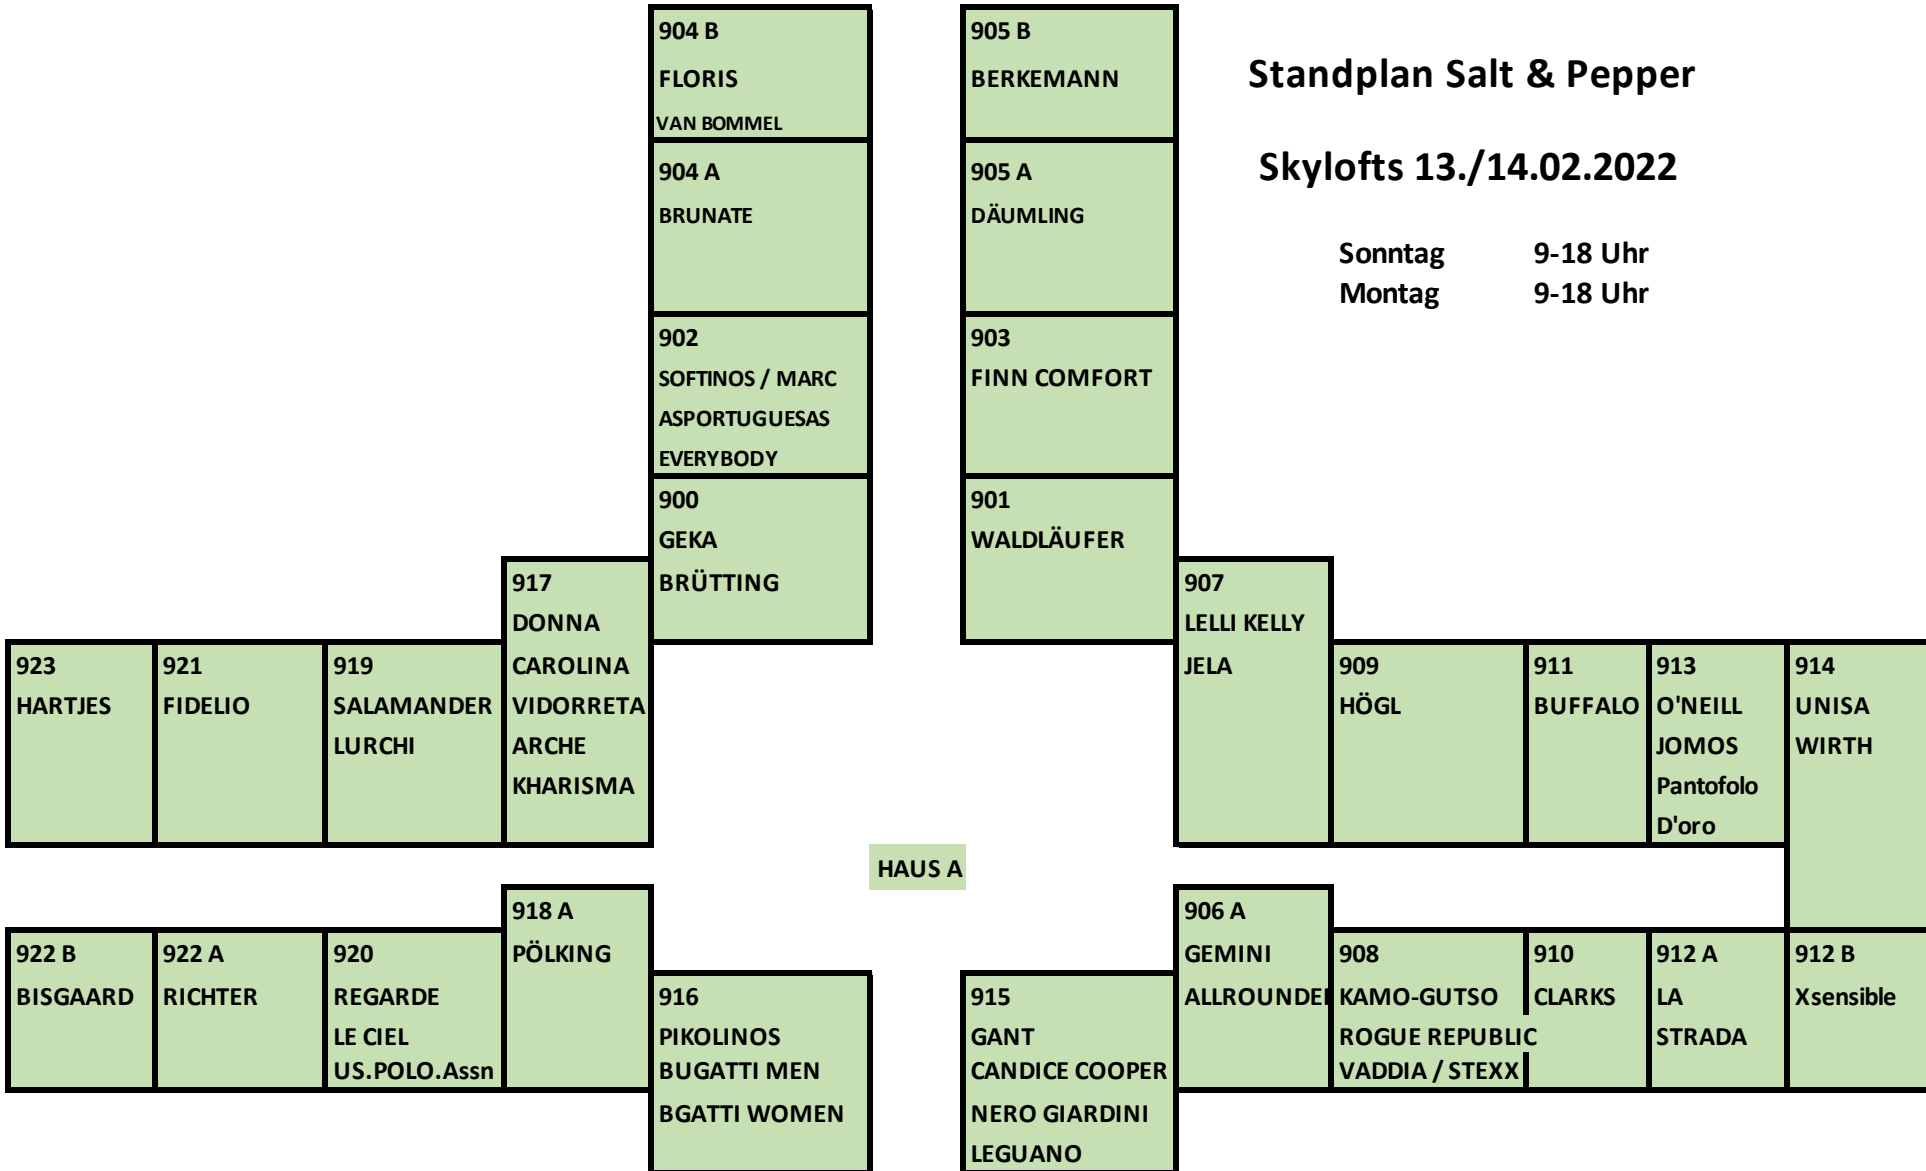 904 B
FLORIS
VAN BOMMEL
904 A
BRUNATE
902
SOFTINOS / MARC
ASPORTUGUESAS
EVERYBODY
900
GEKA
BRÜTTING
905 B
BERKEMANN
905 A
DÄUMLING
903
FINN COMFORT
901
WALDLÄUFER
Standplan Salt & Pepper
Skylofts 13./14.02.2022
Sonntag 9-18 Uhr
Montag 9-18 Uhr
923
HARTJES
921
FIDELIO
919
SALAMANDER
LURCHI
917
DONNA
CAROLINA
VIDORRETA
ARCHE
KHARISMA
907
LELLI KELLY
JELA
909
HÖGL
911
BUFFALO
913
O'NEILL
JOMOS
Pantofolo
D'oro
914
UNISA
WIRTH
HAUS A
922 B
BISGAARD
922 A
RICHTER
920
REGARDE
LE CIEL
US.POLO.Assn
918 A
PÖLKING
916
PIKOLINOS
BUGATTI MEN
BGATTI WOMEN
915
GANT
CANDICE COOPER
NERO GIARDINI
LEGUANO
906 A
GEMINI
ALLROUNDER
908
KAMO-GUTSO
ROGUE REPUBLIC
VADDIA / STEXX
910
CLARKS
912 A
LA
STRADA
912 B
Xsensible